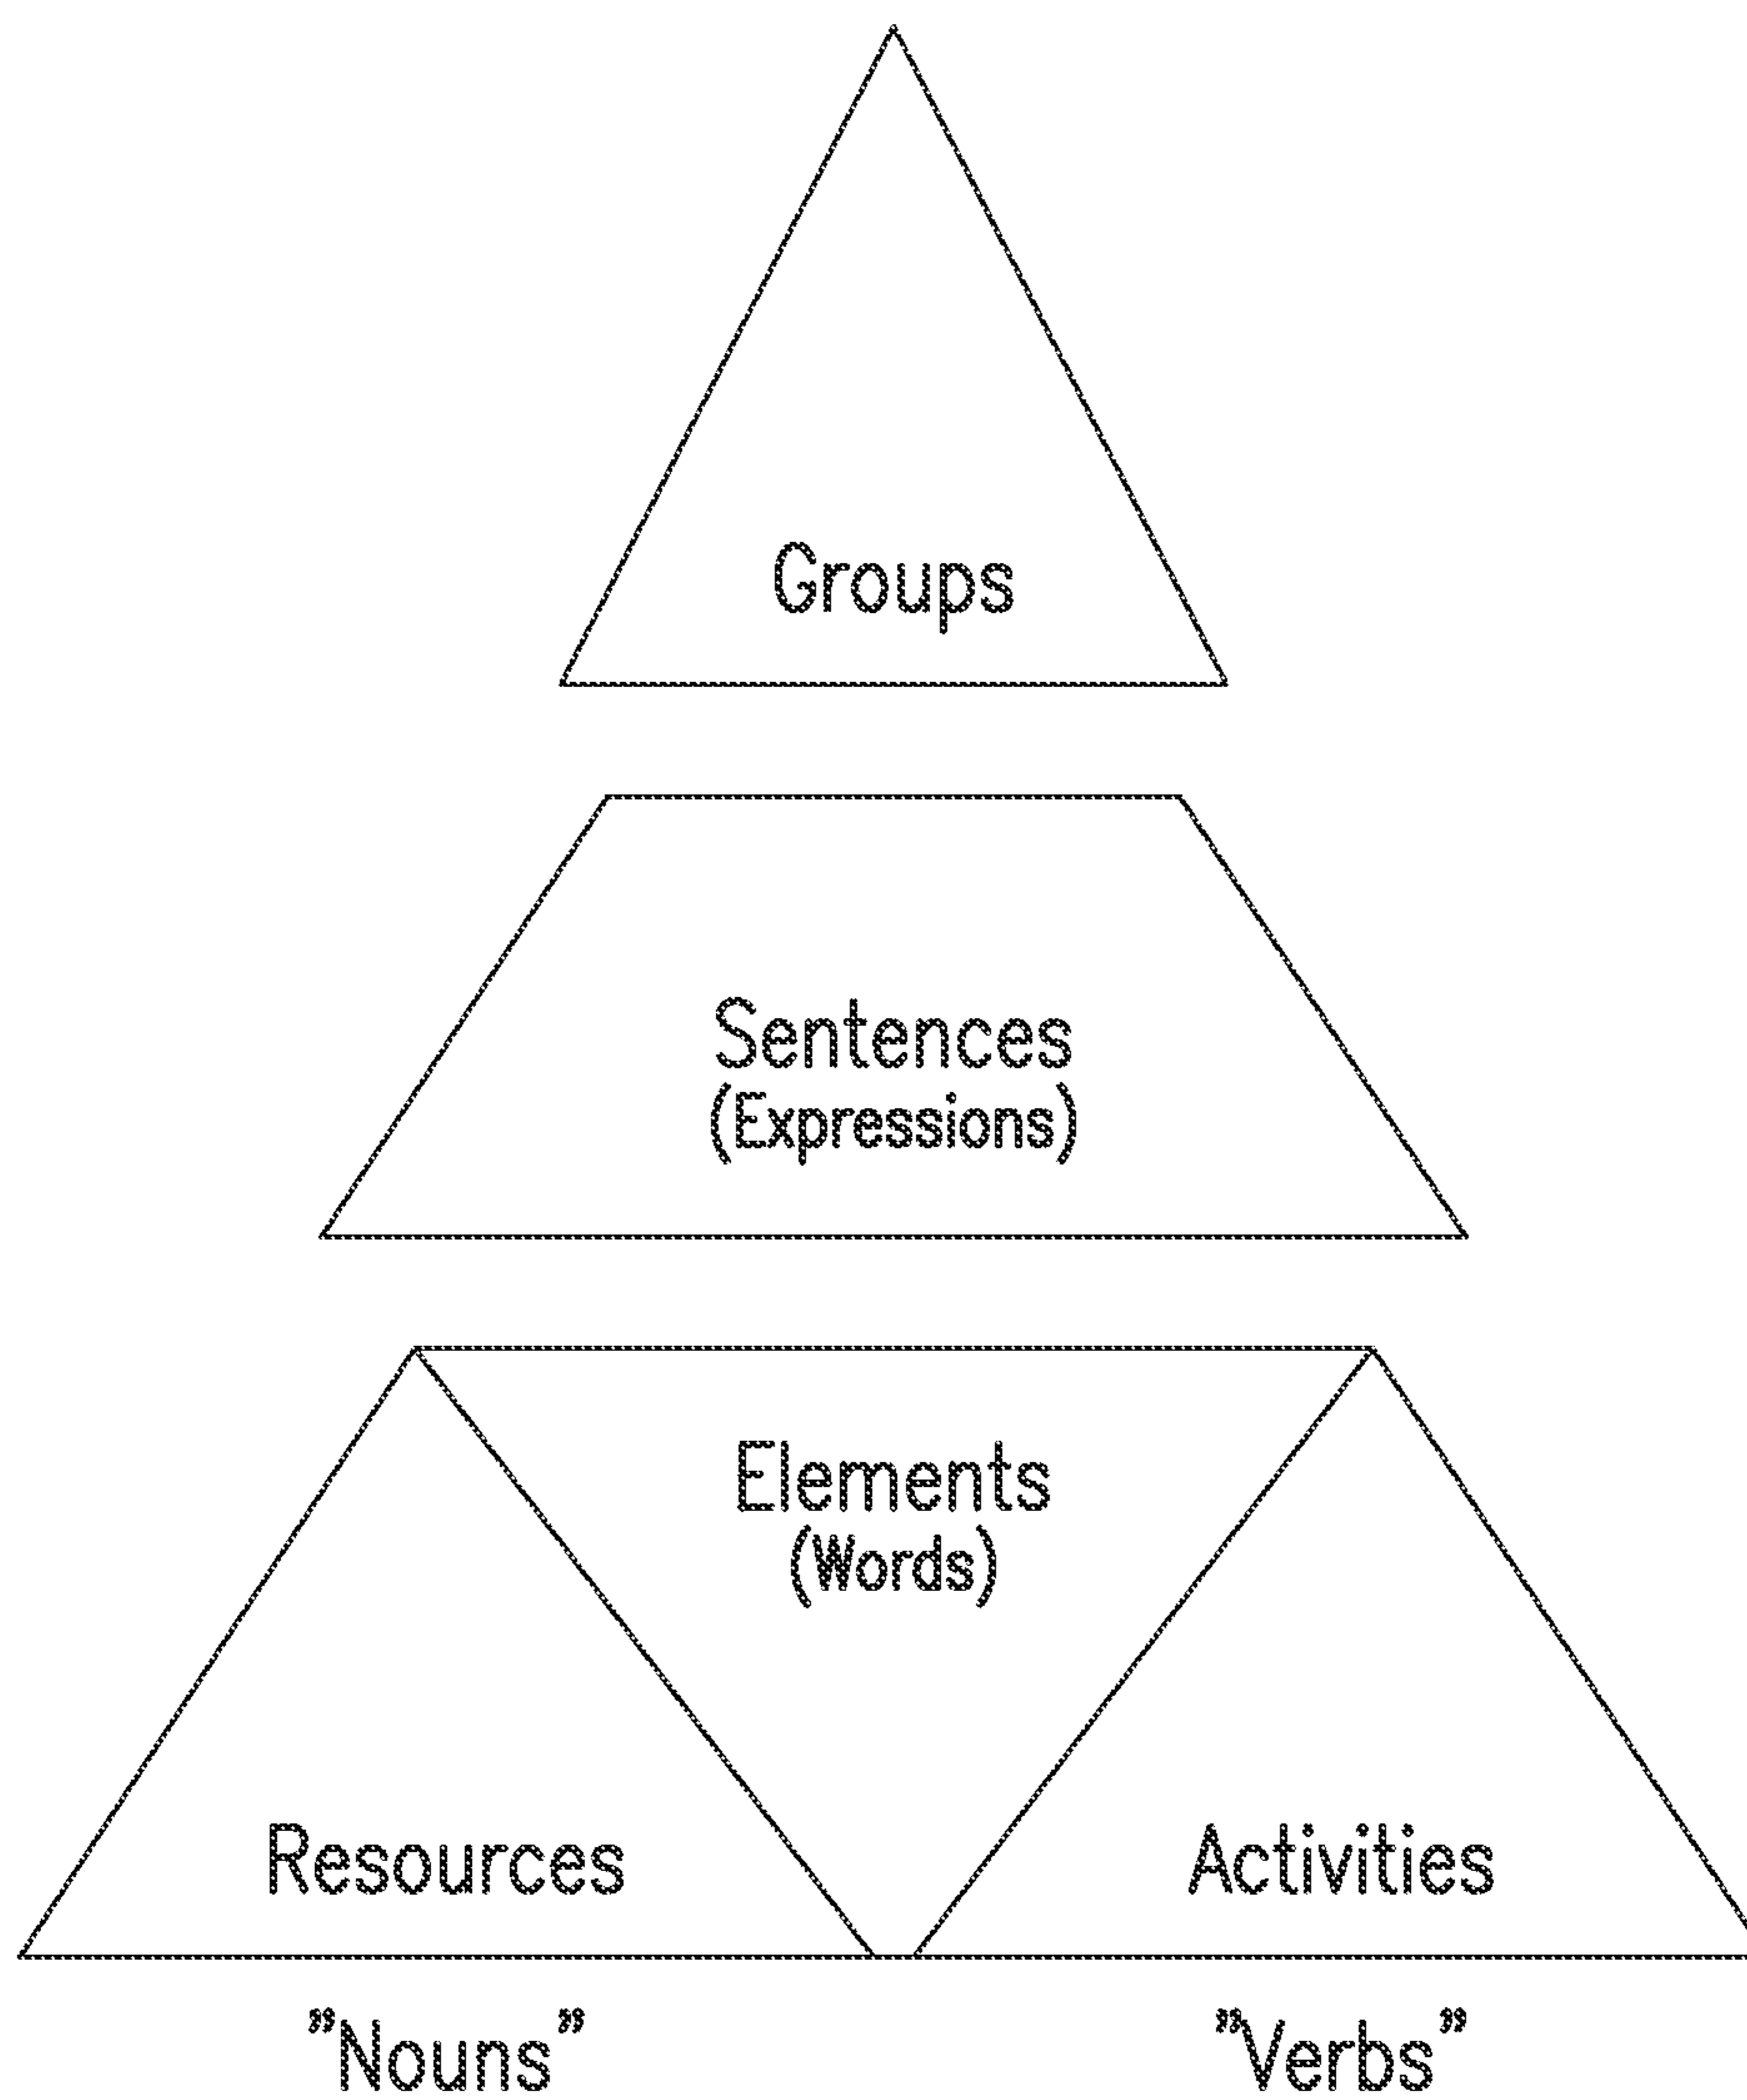 Groups
Sentences
(Expressions)
Elements
(Words)
Resources
Activities
”Nouns”
”Verbs”